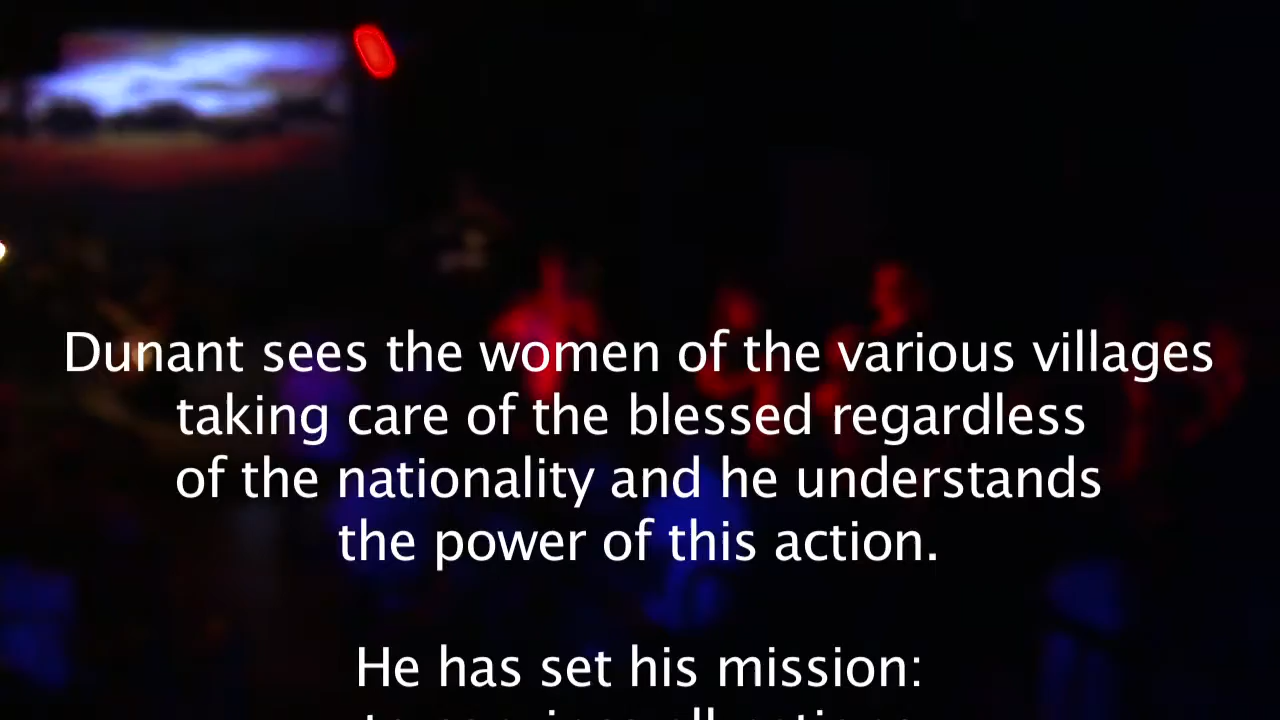 Dunant sees the women of the various villages
taking care of the blessed regardless
of the nationality and he understands
the power of this action.
He has set his mission: